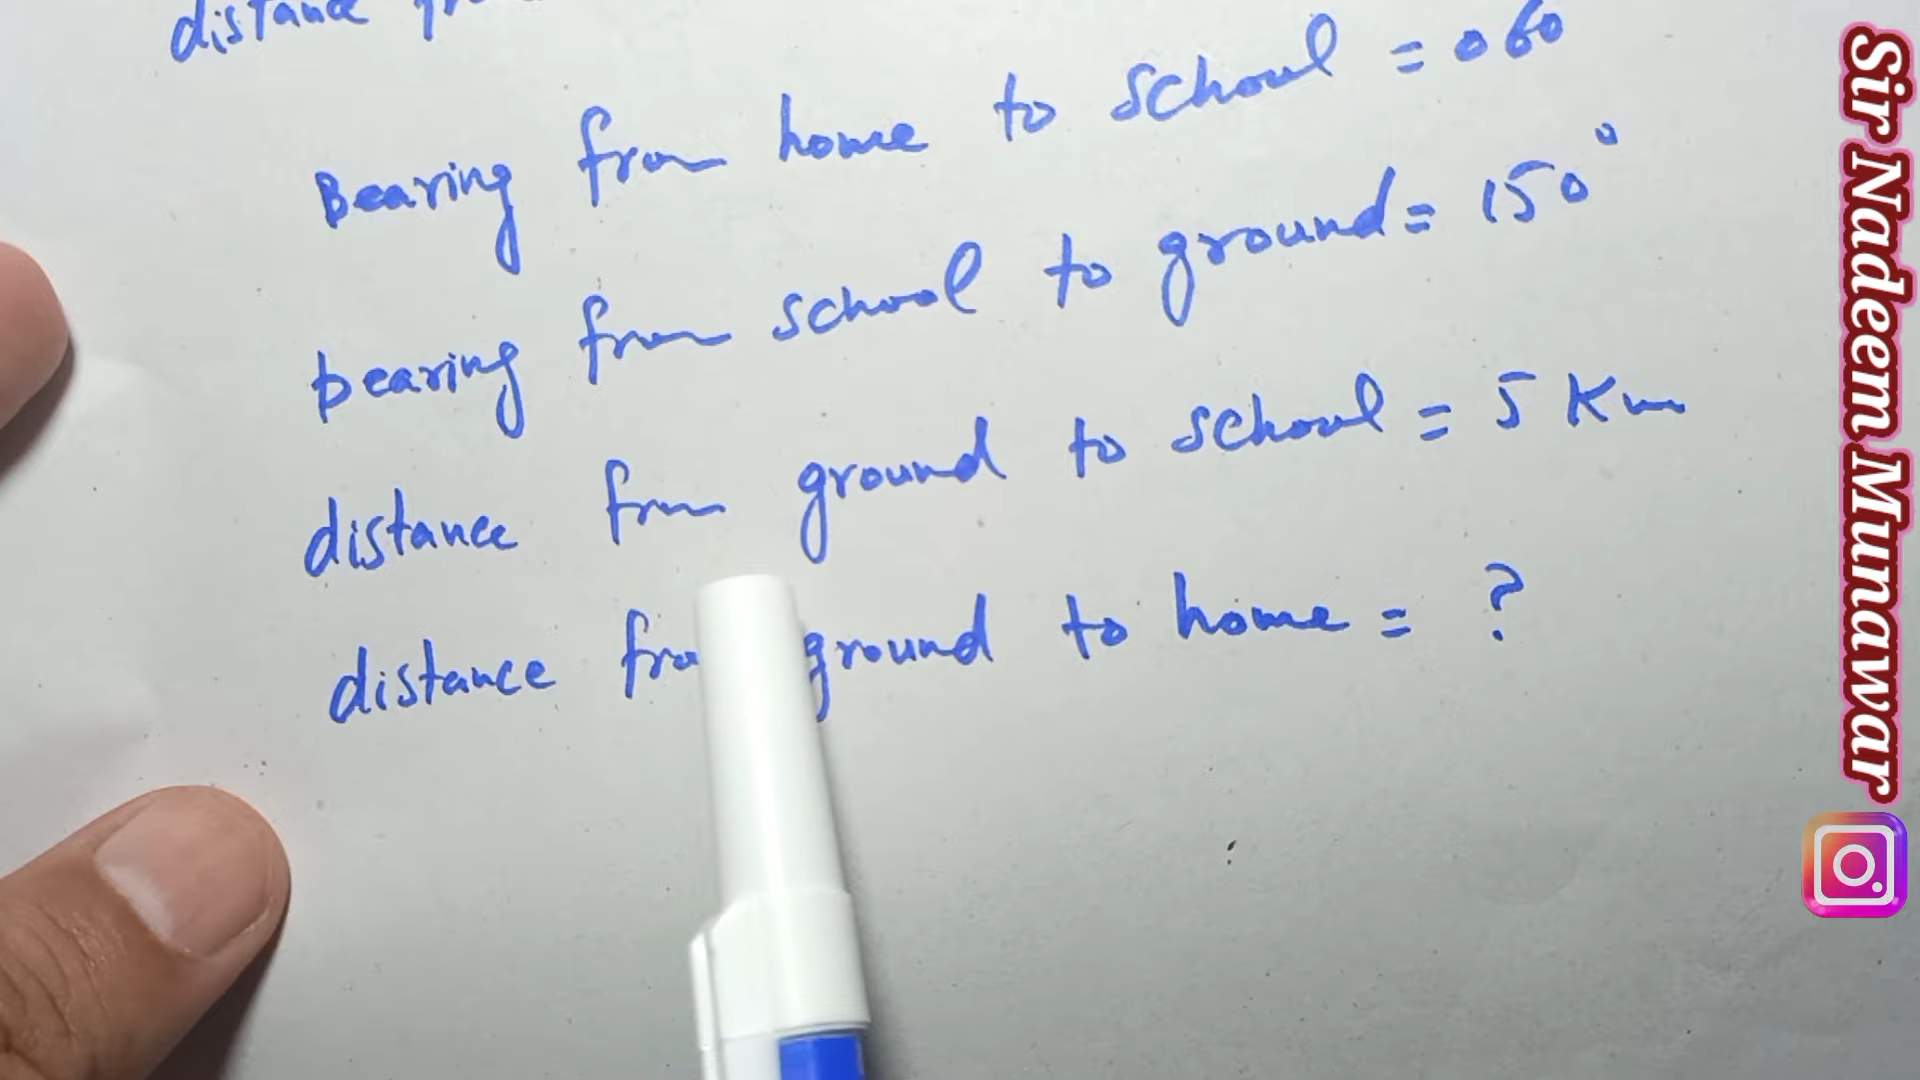 distance
Bearing from home to school = 060
bearing from school to ground = 150°
distance from ground to school = 5 Km
distance from ground to home = ?
Sir Nadeem Munawar